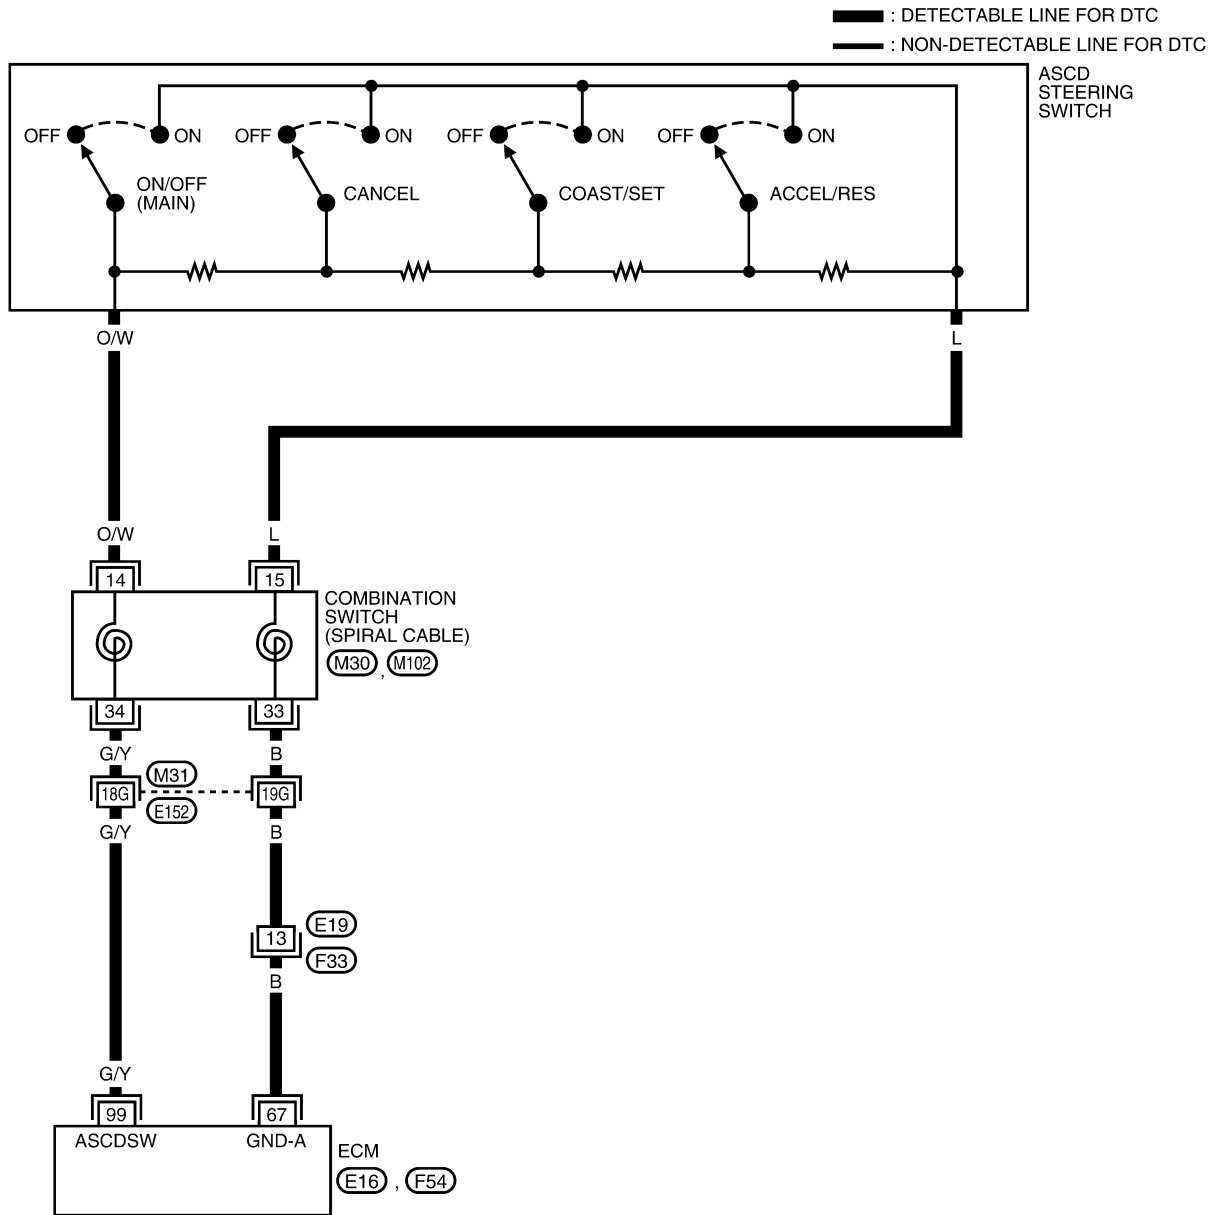 : DETECTABLE LINE FOR DTC
: NON-DETECTABLE LINE FOR DTC
ASCD
STEERING
SWITCH
OFF ON OFF ON OFF ON OFF ON
ON/OFF
(MAIN)
CANCEL
COAST/SET
ACCEL/RES
O/W L
O/W L
14 15
COMBINATION
SWITCH
(SPIRAL CABLE)
M30 , M102
34 33
G/Y B
M31
18G 19G
E152
G/Y B
E19
13
F33
B
G/Y
99 67
ASCDSW GND-A
ECM
E16 , F54